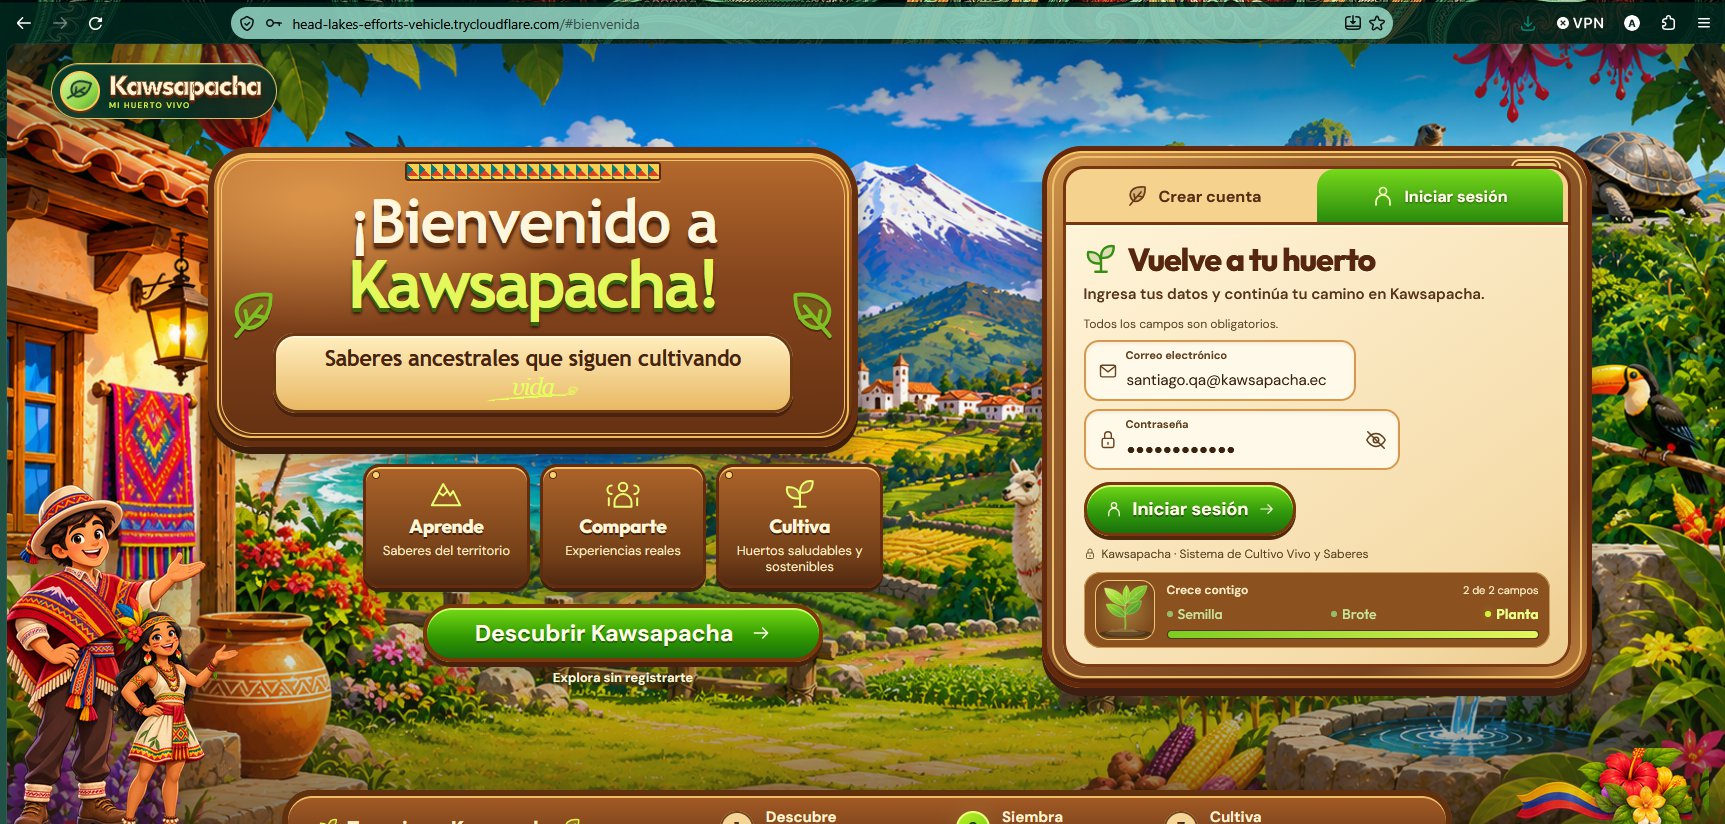 head-lakes-efforts-vehicle.trycloudflare.com/#bienvenida
VPN
A
Kawsapacha
MI HUERTO VIVO
¡Bienvenido a
Kawsapacha!
Saberes ancestrales que siguen cultivando
vida
Aprende
Saberes del territorio
Comparte
Experiencias reales
Cultiva
Huertos saludables y
sostenibles
Descubrir Kawsapacha
Explora sin registrarte
Crear cuenta
Iniciar sesión
Vuelve a tu huerto
Ingresa tus datos y continúa tu camino en Kawsapacha.
Todos los campos son obligatorios.
Correo electrónico
santiago.qa@kawsapacha.ec
Contraseña
••••••••••••
Iniciar sesión
Kawsapacha · Sistema de Cultivo Vivo y Saberes
Crece contigo
2 de 2 campos
Semilla
Brote
Planta
Descubre
Siembra
Cultiva